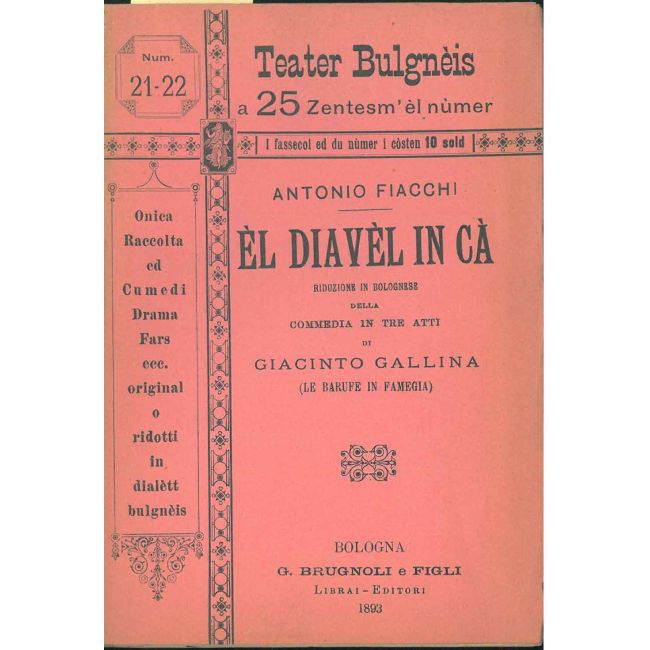 Num.
21-22
Teater Bulgnèis
a 25 Zentesm' èl nùmer
I fassecol ed du nùmer i còsten 10 sold
Onica
Raccolta
ed
Cumedi
Drama
Fars
ecc.
original
o
ridotti
in
dialètt
bulgnèis
ANTONIO FIACCHI
ÈL DIAVÈL IN CÀ
RIDUZIONE IN BOLOGNESE
DELLA
COMMEDIA IN TRE ATTI
DI
GIACINTO GALLINA
(LE BARUFE IN FAMEGIA)
BOLOGNA
G. BRUGNOLI e FIGLI
LIBRAI-EDITORI
1893